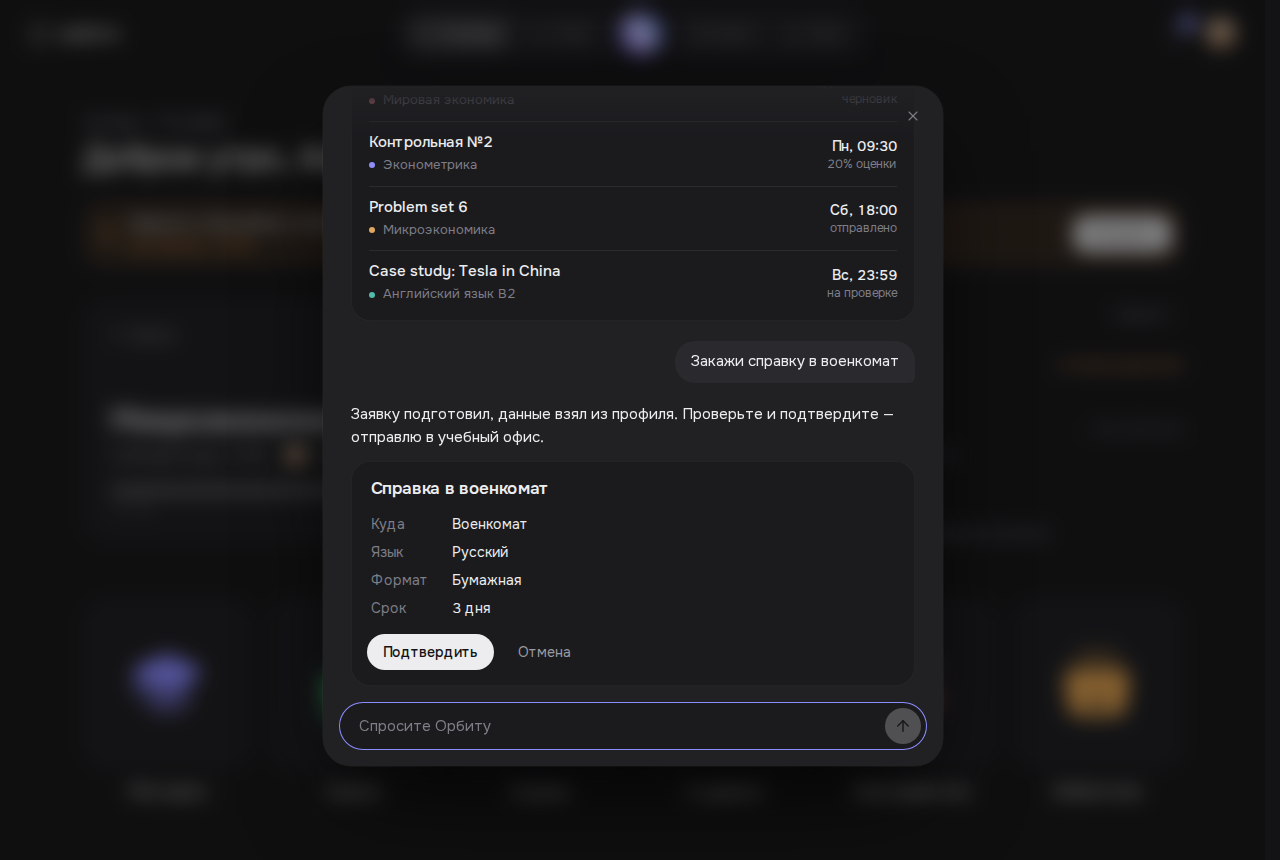 Мировая экономика
черновик
Контрольная №2
Пн, 09:30
Эконометрика
20% оценки
Problem set 6
Сб, 18:00
Микроэкономика
отправлено
Case study: Tesla in China
Вс, 23:59
Английский язык B2
на проверке
Закажи справку в военкомат
Заявку подготовил, данные взял из профиля. Проверьте и подтвердите —
отправлю в учебный офис.
Справка в военкомат
Куда Военкомат
Язык Русский
Формат Бумажная
Срок 3 дня
Подтвердить Отмена
Спросите Орбиту